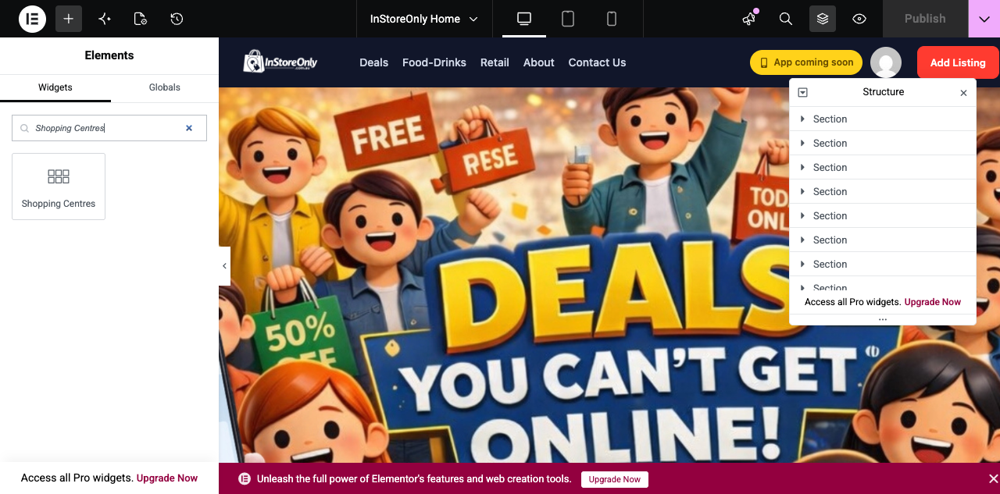 InStoreOnly Home
Publish
Elements
Widgets
Globals
Shopping Centres
Shopping Centres
Access all Pro widgets. Upgrade Now
InStoreOnly
.com.au
Deals
Food-Drinks
Retail
About
Contact Us
App coming soon
Add Listing
FREE
RESE
TOD
ONL
50%
OFF
DEALS
YOU CAN'T GET
ONLINE!
Structure
Section
Section
Section
Section
Section
Section
Section
Section
Access all Pro widgets. Upgrade Now
Unleash the full power of Elementor's features and web creation tools.
Upgrade Now